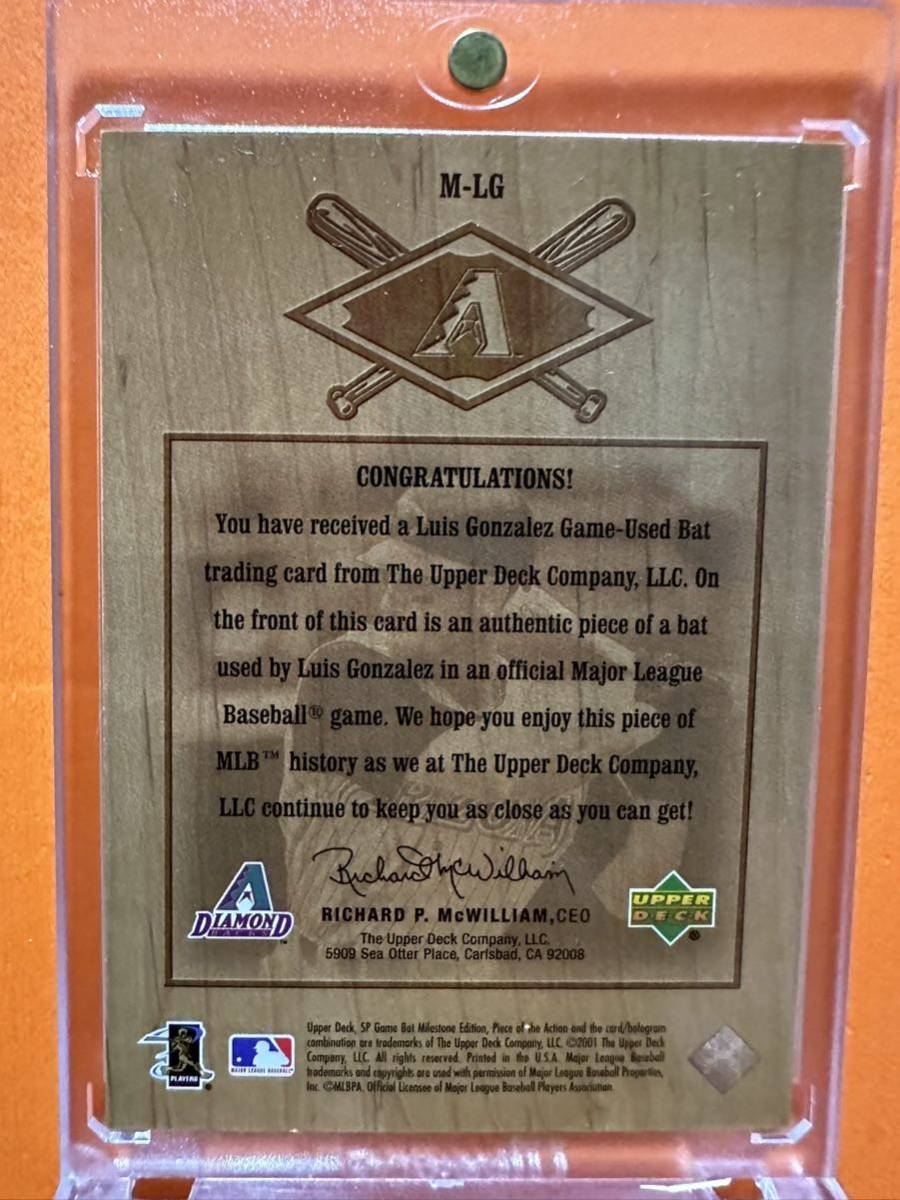 M-LG
A
CONGRATULATIONS!
You have received a Luis Gonzalez Game-Used Bat
trading card from The Upper Deck Company, LLC. On
the front of this card is an authentic piece of a bat
used by Luis Gonzalez in an official Major League
Baseball® game. We hope you enjoy this piece of
MLB™ history as we at The Upper Deck Company,
LLC continue to keep you as close as you can get!
Richard P. McWilliam
RICHARD P. McWILLIAM,CEO
The Upper Deck Company, LLC.
5909 Sea Otter Place, Carlsbad, CA 92008
DIAMOND
BACKS™
UPPER
DECK®
Upper Deck, SP Game Bat Milestone Edition, Piece of the Action and the card/hologram
combination are trademarks of The Upper Deck Company, LLC. ©2001 The Upper Deck
Company, LLC. All rights reserved. Printed in the U.S.A. Major League Baseball
trademarks and copyrights are used with permission of Major League Baseball Properties,
Inc. ©MLBPA. Official Licensee of Major League Baseball Players Association.
PLAYERS
MAJOR LEAGUE BASEBALL